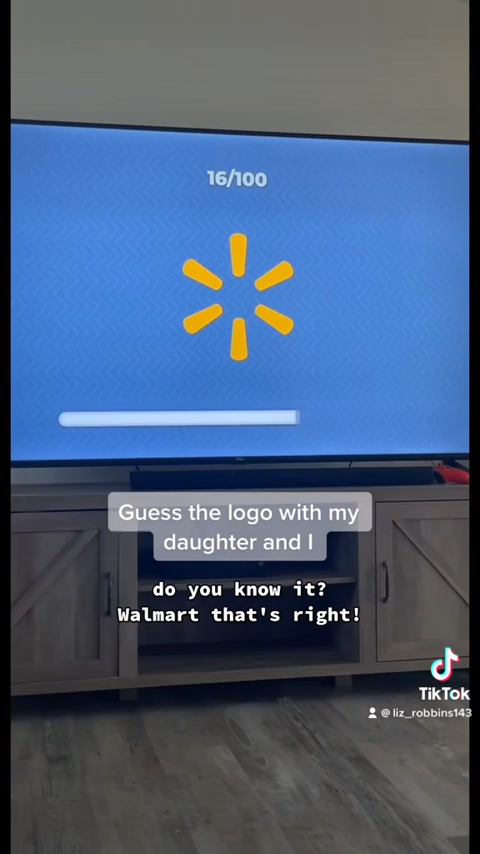 16/100
Guess the logo with my
daughter and I
do you know it?
Walmart that's right!
TikTok
@liz_robbins143